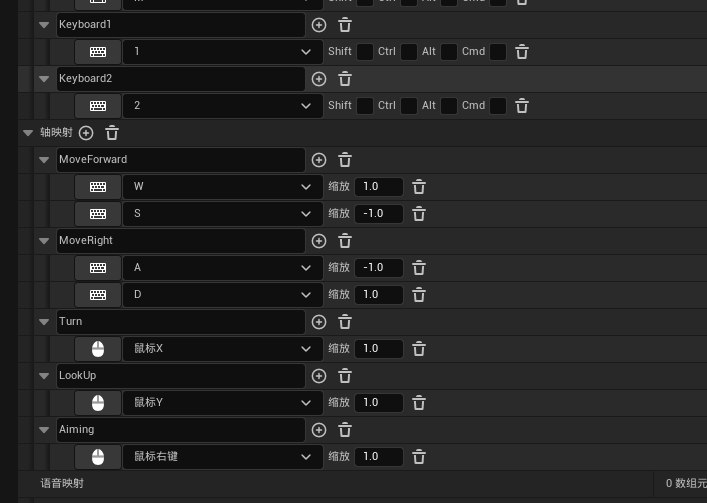 Keyboard1
1 Shift Ctrl Alt Cmd
Keyboard2
2 Shift Ctrl Alt Cmd
轴映射
MoveForward
W 缩放 1.0
S 缩放 -1.0
MoveRight
A 缩放 -1.0
D 缩放 1.0
Turn
鼠标X 缩放 1.0
LookUp
鼠标Y 缩放 1.0
Aiming
鼠标右键 缩放 1.0
语音映射 0 数组元